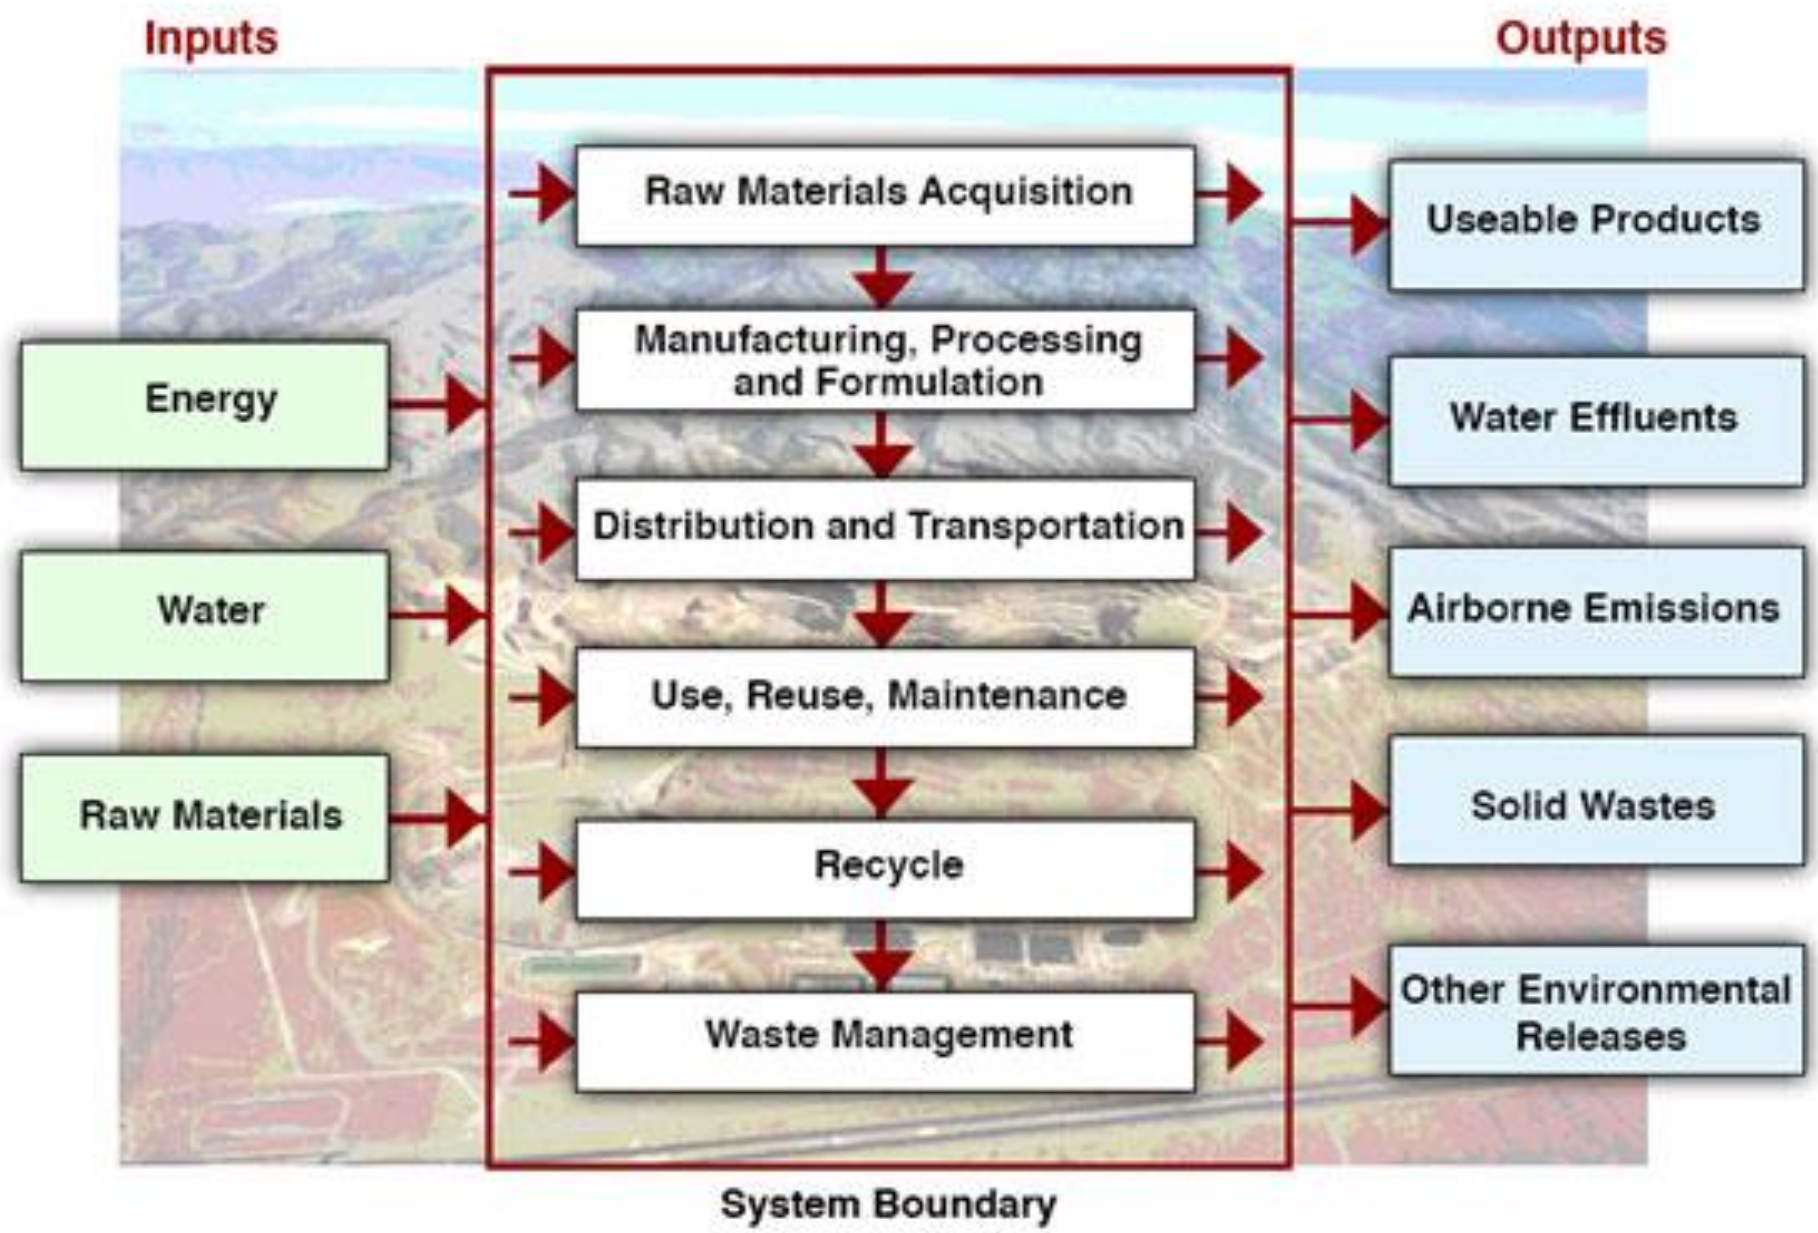 Inputs
Outputs
Raw Materials Acquisition
Manufacturing, Processing
and Formulation
Distribution and Transportation
Use, Reuse, Maintenance
Recycle
Waste Management
Energy
Water
Raw Materials
Useable Products
Water Effluents
Airborne Emissions
Solid Wastes
Other Environmental
Releases
System Boundary